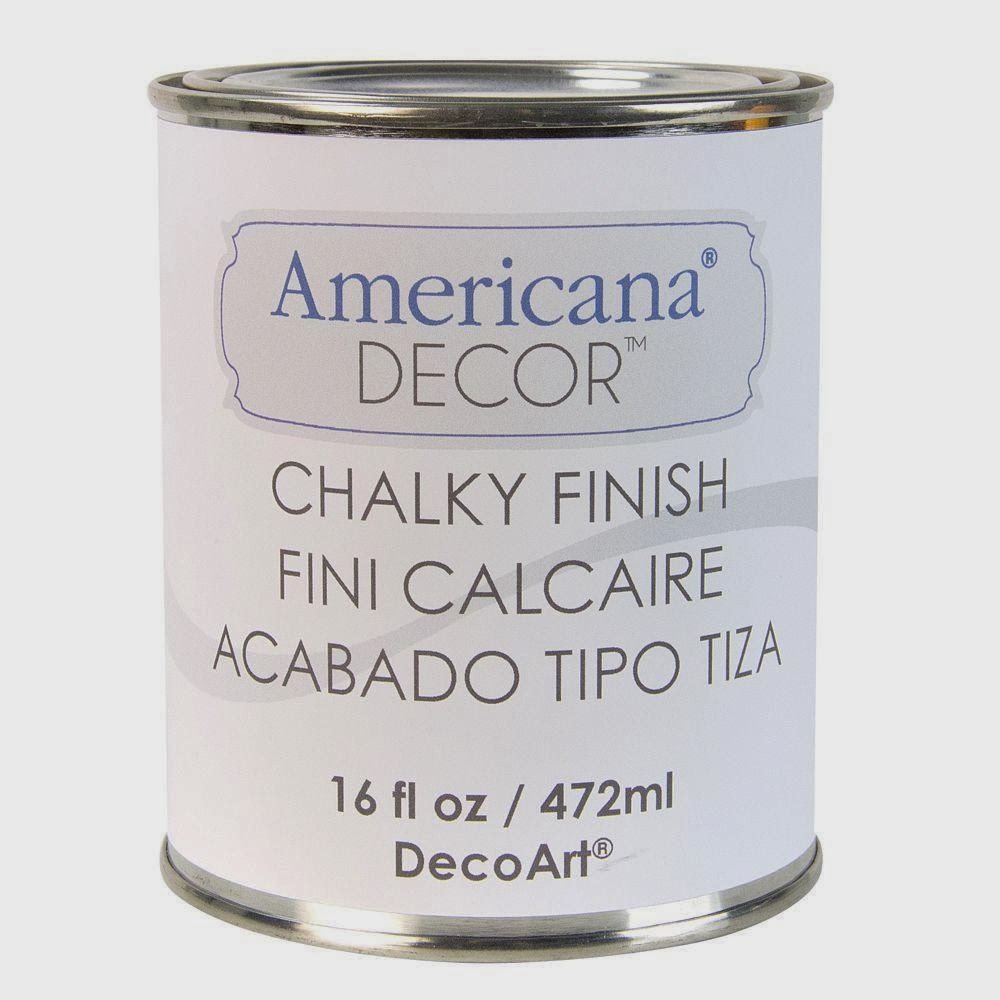 Americana®
DECOR™
CHALKY FINISH
FINI CALCAIRE
ACABADO TIPO TIZA
16 fl oz / 472ml
DecoArt®